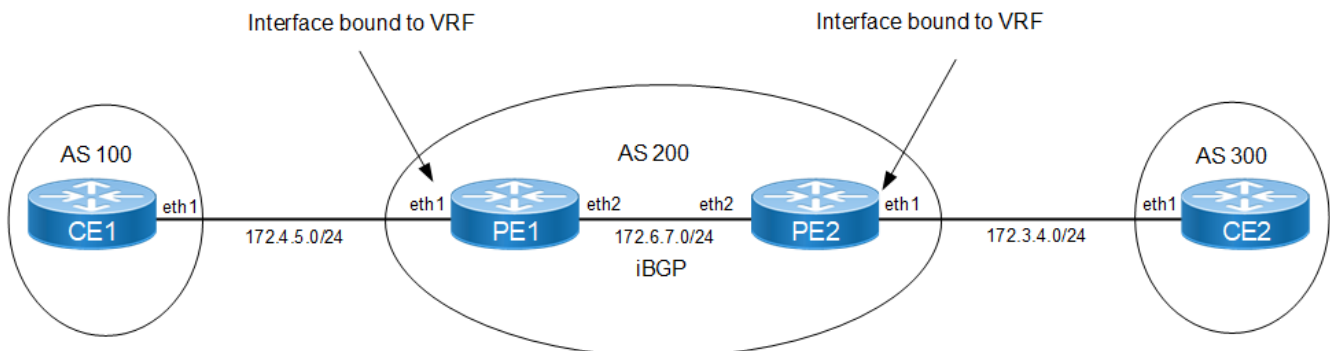 Interface bound to VRF
Interface bound to VRF
AS 100
AS 200
AS 300
eth1
eth1
eth2
eth2
eth1
eth1
CE1
PE1
PE2
CE2
172.4.5.0/24
172.6.7.0/24
172.3.4.0/24
iBGP